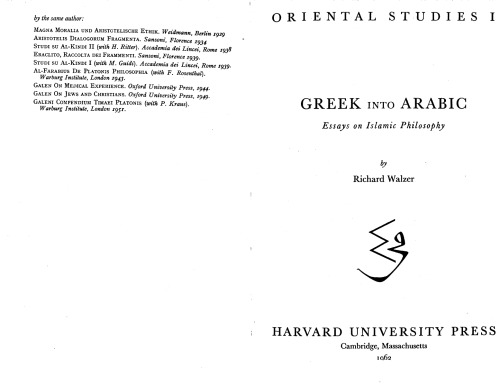 by the same author:
MAGNA MORALIA UND ARISTOTELISCHE ETHIK. Weidmann, Berlin 1929
ARISTOTELIS DIALOGORUM FRAGMENTA. Sansoni, Florence 1934
STUDI SU AL-KINDI II (with H. Ritter). Accademia dei Lincei, Rome 1938
ERACLITO, RACCOLTA DEI FRAMMENTI. Sansoni, Florence 1939.
STUDI SU AL-KINDI I (with M. Guidi). Accademia dei Lincei, Rome 1939.
AL-FARABIUS DE PLATONIS PHILOSOPHIA (with F. Rosenthal).
Warburg Institute, London 1943.
GALEN ON MEDICAL EXPERIENCE. Oxford University Press, 1944.
GALEN ON JEWS AND CHRISTIANS. Oxford University Press, 1949.
GALENI COMPENDIUM TIMAEI PLATONIS (with P. Kraus).
Warburg Institute, London 1951.
ORIENTAL STUDIES I
GREEK INTO ARABIC
Essays on Islamic Philosophy
by
Richard Walzer
HARVARD UNIVERSITY PRESS
Cambridge, Massachusetts
1962